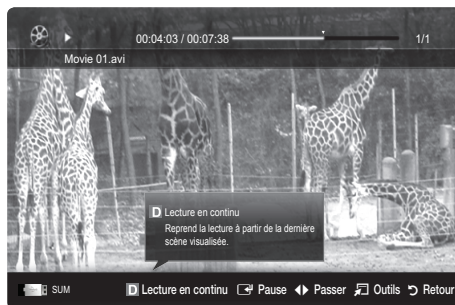 00:04:03 / 00:07:38 1/1
Movie 01.avi
D Lecture en continu
Reprend la lecture à partir de la dernière
scène visualisée.
SUM D Lecture en continu Pause Passer Outils Retour